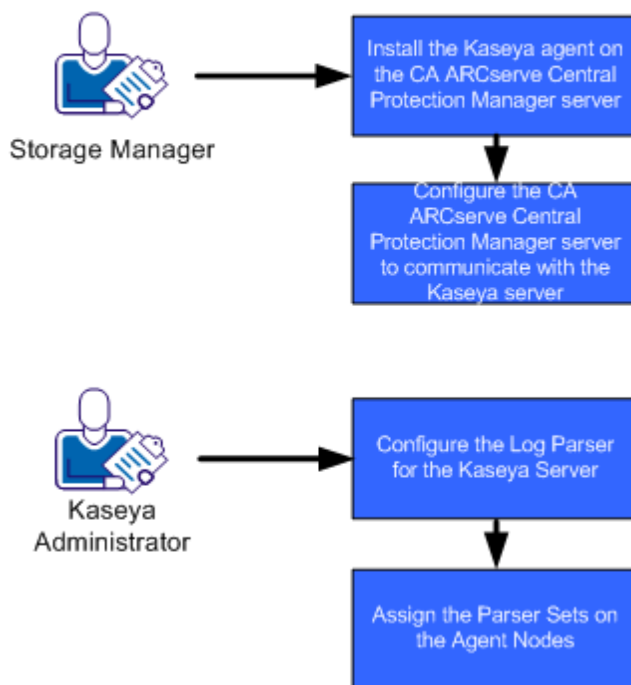 Storage Manager
Install the Kaseya agent on
the CA ARCserve Central
Protection Manager server
Configure the CA
ARCserve Central
Protection Manager server
to communicate with the
Kaseya server
Kaseya
Administrator
Configure the Log Parser
for the Kaseya Server
Assign the Parser Sets on
the Agent Nodes